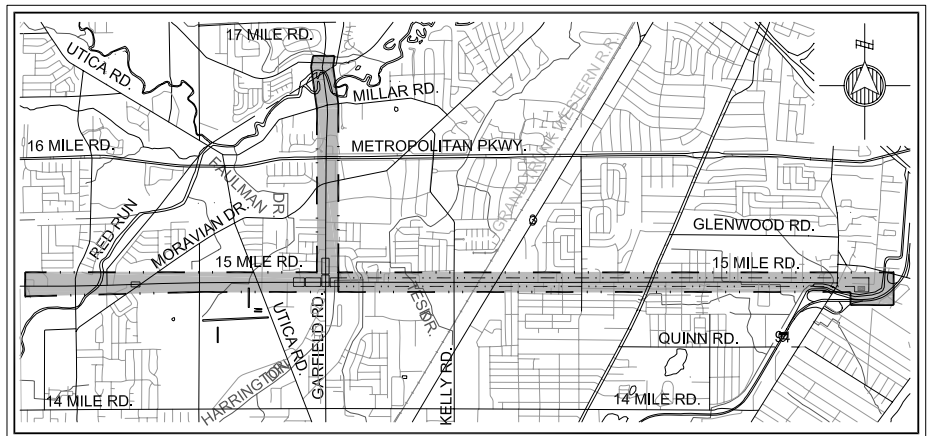 17 MILE RD.
UTICA RD.
MILLAR RD.
16 MILE RD.
METROPOLITAN PKWY.
GRAND TRUNK WESTERN R.R.
FAULMAN
DR.
RED RUN
MORAVIAN DR.
GLENWOOD RD.
15 MILE RD.
15 MILE RD.
UTICA RD.
GARFIELD RD.
KELLY RD.
QUINN RD.
94
HARRINGTON
14 MILE RD.
14 MILE RD.